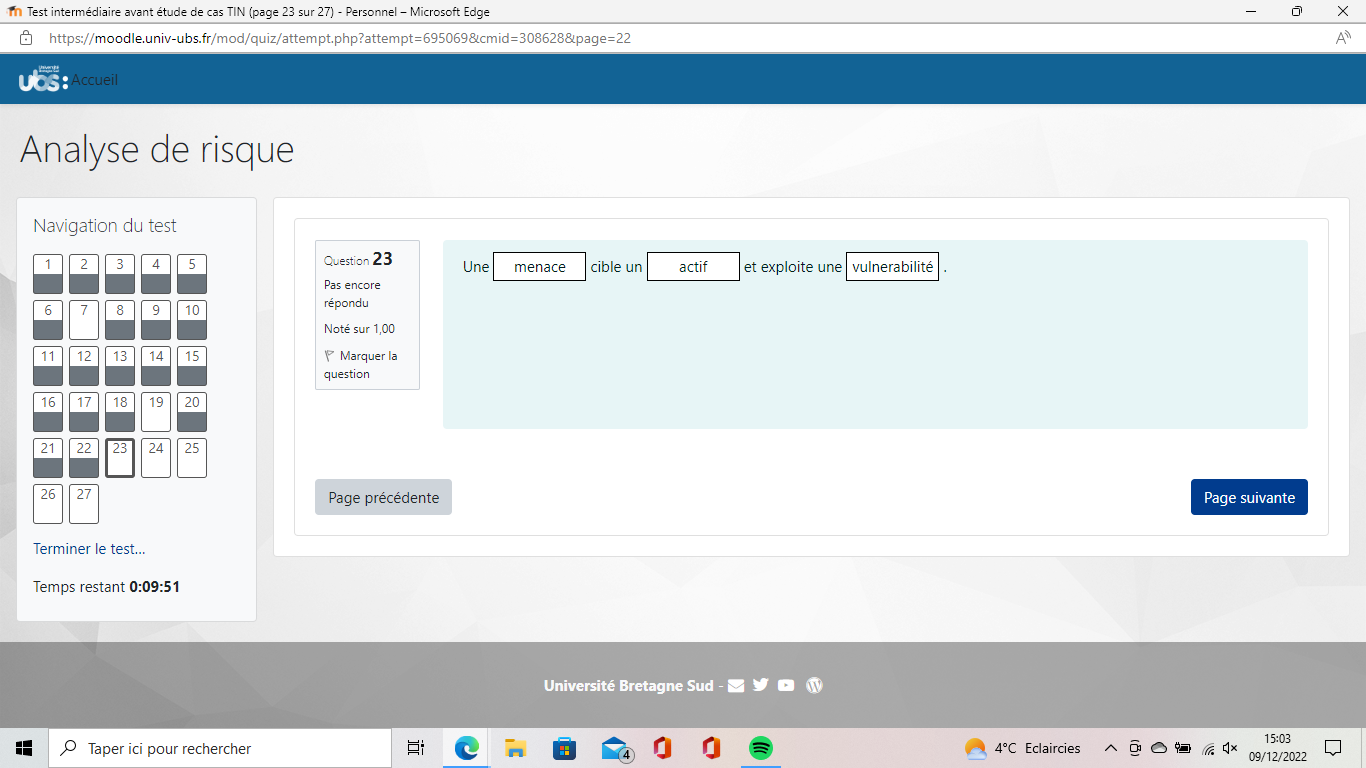 Test intermédiaire avant étude de cas TIN (page 23 sur 27) - Personnel – Microsoft Edge
https://moodle.univ-ubs.fr/mod/quiz/attempt.php?attempt=695069&cmid=308628&page=22
ubs: Accueil
Analyse de risque
Navigation du test
1 2 3 4 5
6 7 8 9 10
11 12 13 14 15
16 17 18 19 20
21 22 23 24 25
26 27
Terminer le test...
Temps restant 0:09:51
Question 23
Pas encore
répondu
Noté sur 1,00
Marquer la
question
Une menace cible un actif et exploite une vulnerabilité .
Page précédente
Page suivante
Université Bretagne Sud -
Taper ici pour rechercher
4
4°C Eclaircies
15:03
09/12/2022